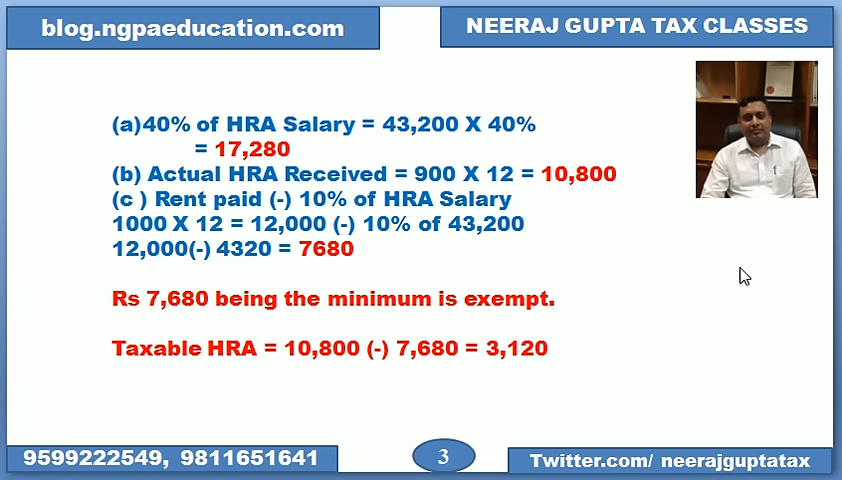 blog.ngpaeducation.com
NEERAJ GUPTA TAX CLASSES
(a)40% of HRA Salary = 43,200 X 40%
= 17,280
(b) Actual HRA Received = 900 X 12 = 10,800
(c ) Rent paid (-) 10% of HRA Salary
1000 X 12 = 12,000 (-) 10% of 43,200
12,000(-) 4320 = 7680
Rs 7,680 being the minimum is exempt.
Taxable HRA = 10,800 (-) 7,680 = 3,120
9599222549, 9811651641
3
Twitter.com/ neerajguptatax